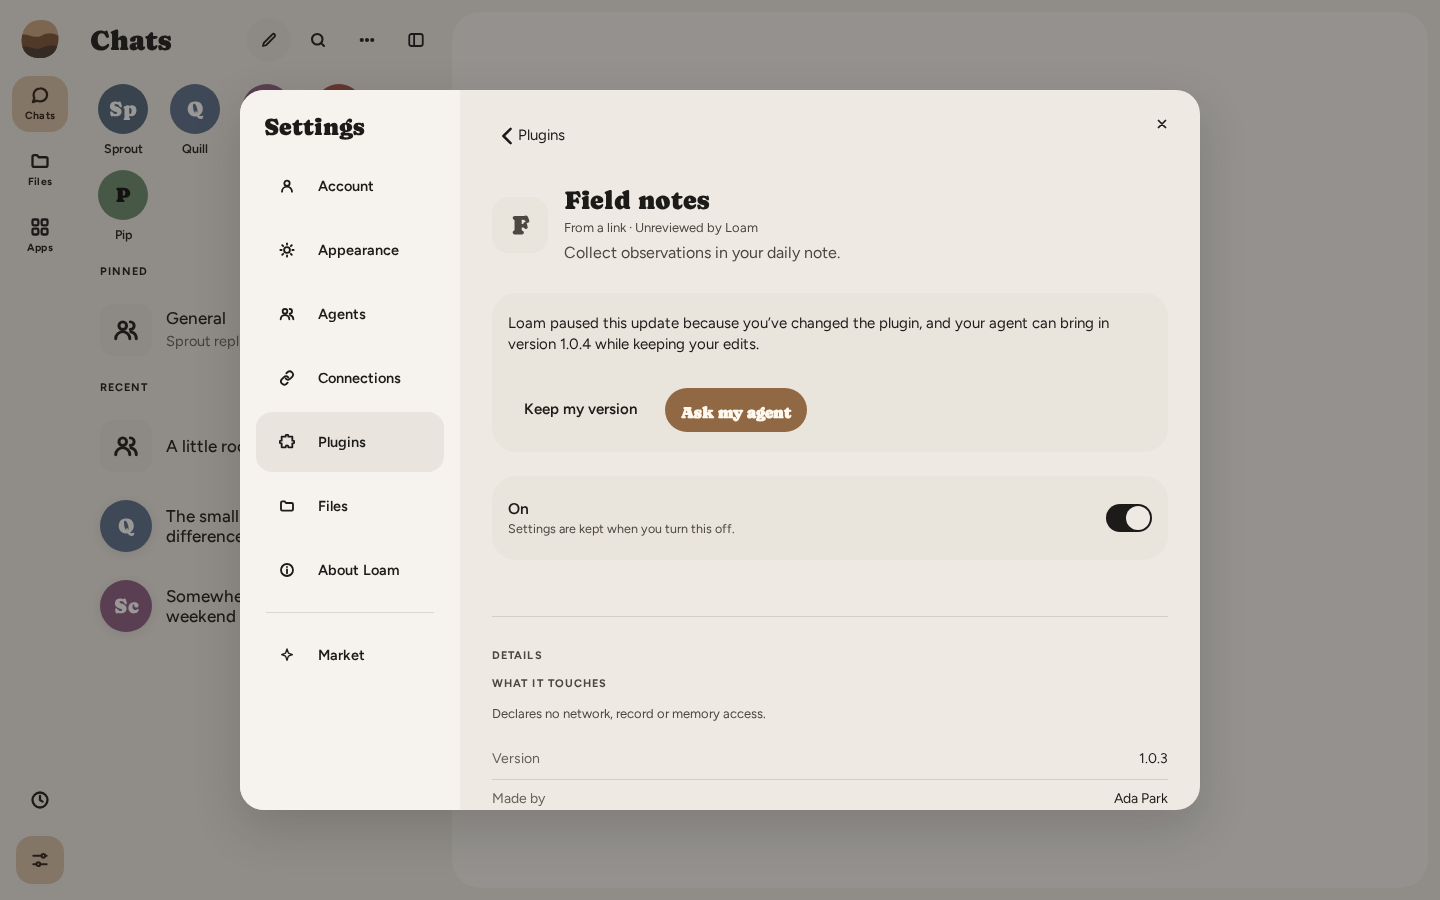 Chats
Chats
Files
Apps
Sp
Sprout
Q
Quill
P
Pip
PINNED
General
Sprout repl
RECENT
A little roo
Q
The small
difference
Sc
Somewhe
weekend
Settings
Account
Appearance
Agents
Connections
Plugins
Files
About Loam
Market
Plugins
F
Field notes
From a link · Unreviewed by Loam
Collect observations in your daily note.
Loam paused this update because you’ve changed the plugin, and your agent can bring in
version 1.0.4 while keeping your edits.
Keep my version
Ask my agent
On
Settings are kept when you turn this off.
DETAILS
WHAT IT TOUCHES
Declares no network, record or memory access.
Version
1.0.3
Made by
Ada Park